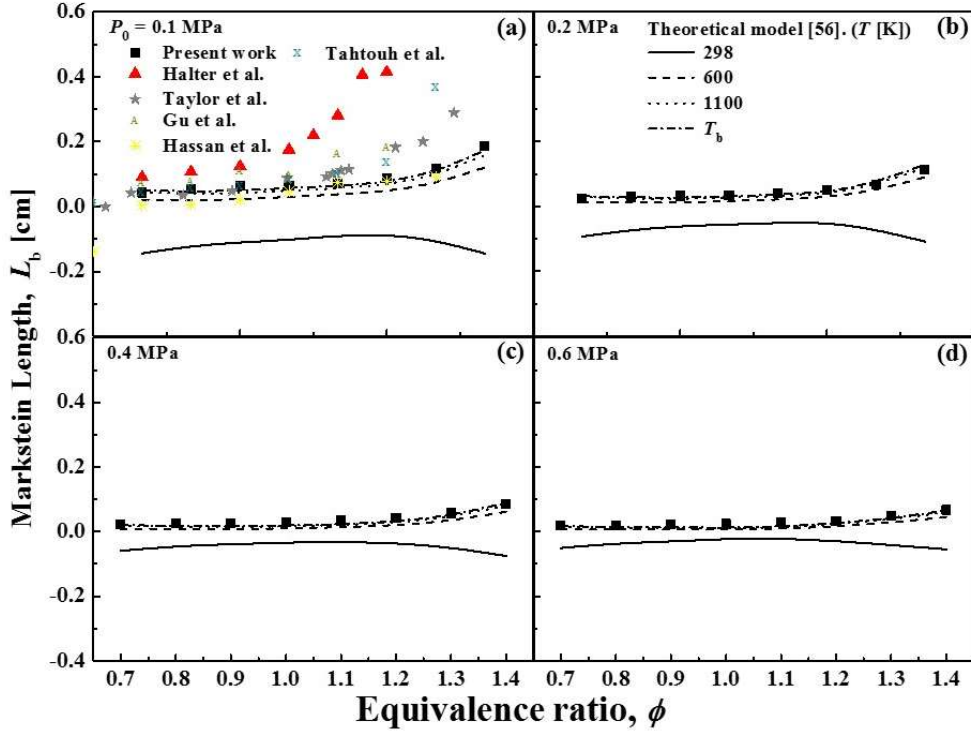 Markstein Length, L_b [cm]
0.6
0.4
0.2
0.0
-0.2
0.6
P_0 = 0.1 MPa
(a)
Present work
Tahtouh et al.
Halter et al.
Taylor et al.
Gu et al.
Hassan et al.
0.2 MPa
(b)
Theoretical model [56]. (T [K])
298
600
1100
T_b
0.4 MPa
(c)
0.6 MPa
(d)
0.4
0.2
0.0
-0.2
-0.4
0.7 0.8 0.9 1.0 1.1 1.2 1.3 1.4
0.7 0.8 0.9 1.0 1.1 1.2 1.3 1.4
Equivalence ratio, ϕ